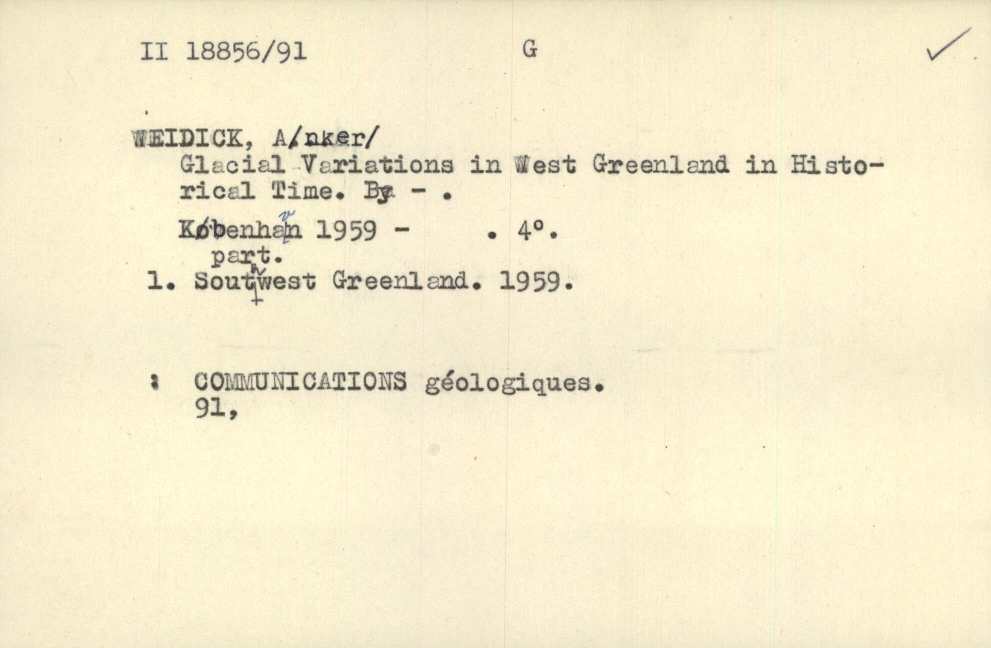 II 18856/91 G
WEIDICK, A/nker/
Glacial Variations in West Greenland in Histo-
rical Time. By - .
København 1959 - . 4°.
part.
1. Southwest Greenland. 1959.
: COMMUNICATIONS géologiques.
91,